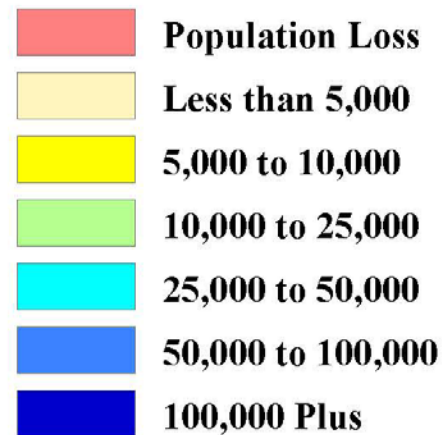 Population Loss
Less than 5,000
5,000 to 10,000
10,000 to 25,000
25,000 to 50,000
50,000 to 100,000
100,000 Plus